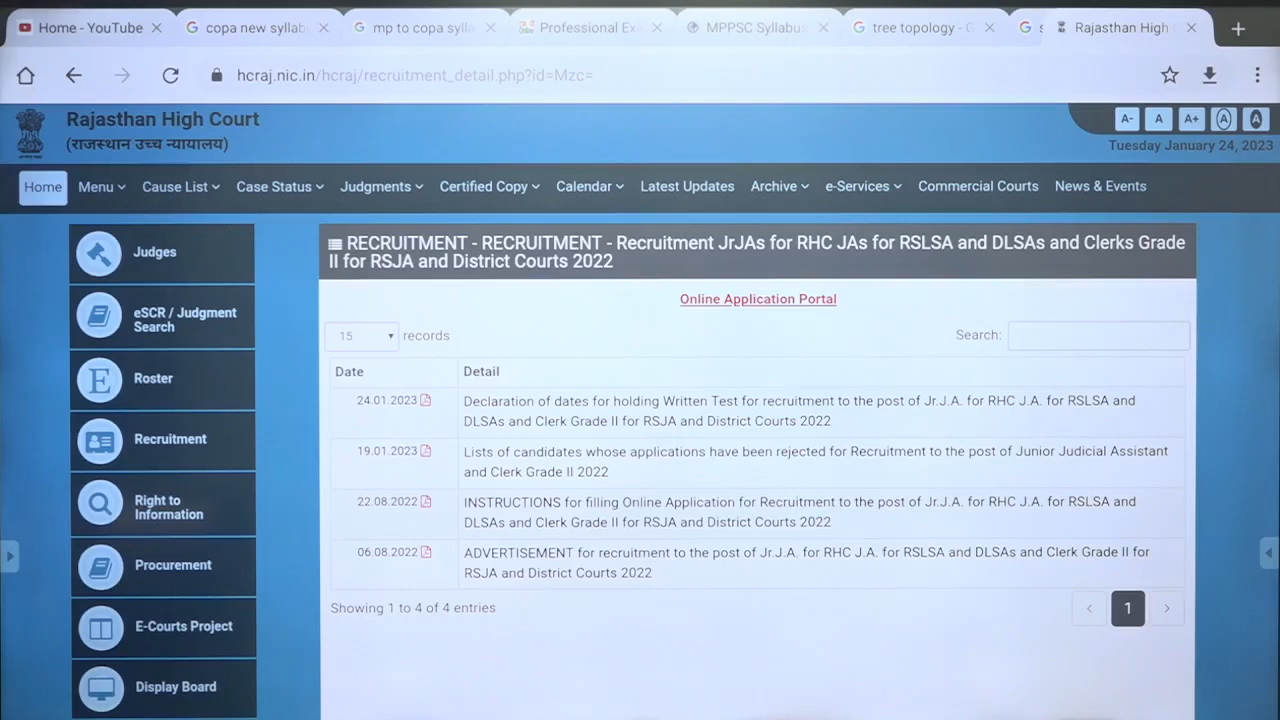 Home - YouTube
copa new syllab
mp to copa sylla
Professional Ex
MPPSC Syllabus
tree topology - G
s
Rajasthan High
hcraj.nic.in/hcraj/recruitment_detail.php?id=Mzc=
Rajasthan High Court
(राजस्थान उच्च न्यायालय)
A- A A+ A A
Tuesday January 24, 2023
Home Menu Cause List Case Status Judgments Certified Copy Calendar Latest Updates Archive e-Services Commercial Courts News & Events
Judges
eSCR / Judgment
Search
Roster
Recruitment
Right to
Information
Procurement
E-Courts Project
Display Board
RECRUITMENT - RECRUITMENT - Recruitment JrJAs for RHC JAs for RSLSA and DLSAs and Clerks Grade
II for RSJA and District Courts 2022
Online Application Portal
15 records
Search:
Date Detail
24.01.2023 Declaration of dates for holding Written Test for recruitment to the post of Jr.J.A. for RHC J.A. for RSLSA and
DLSAs and Clerk Grade II for RSJA and District Courts 2022
19.01.2023 Lists of candidates whose applications have been rejected for Recruitment to the post of Junior Judicial Assistant
and Clerk Grade II 2022
22.08.2022 INSTRUCTIONS for filling Online Application for Recruitment to the post of Jr.J.A. for RHC J.A. for RSLSA and
DLSAs and Clerk Grade II for RSJA and District Courts 2022
06.08.2022 ADVERTISEMENT for recruitment to the post of Jr.J.A. for RHC J.A. for RSLSA and DLSAs and Clerk Grade II for
RSJA and District Courts 2022
Showing 1 to 4 of 4 entries
1